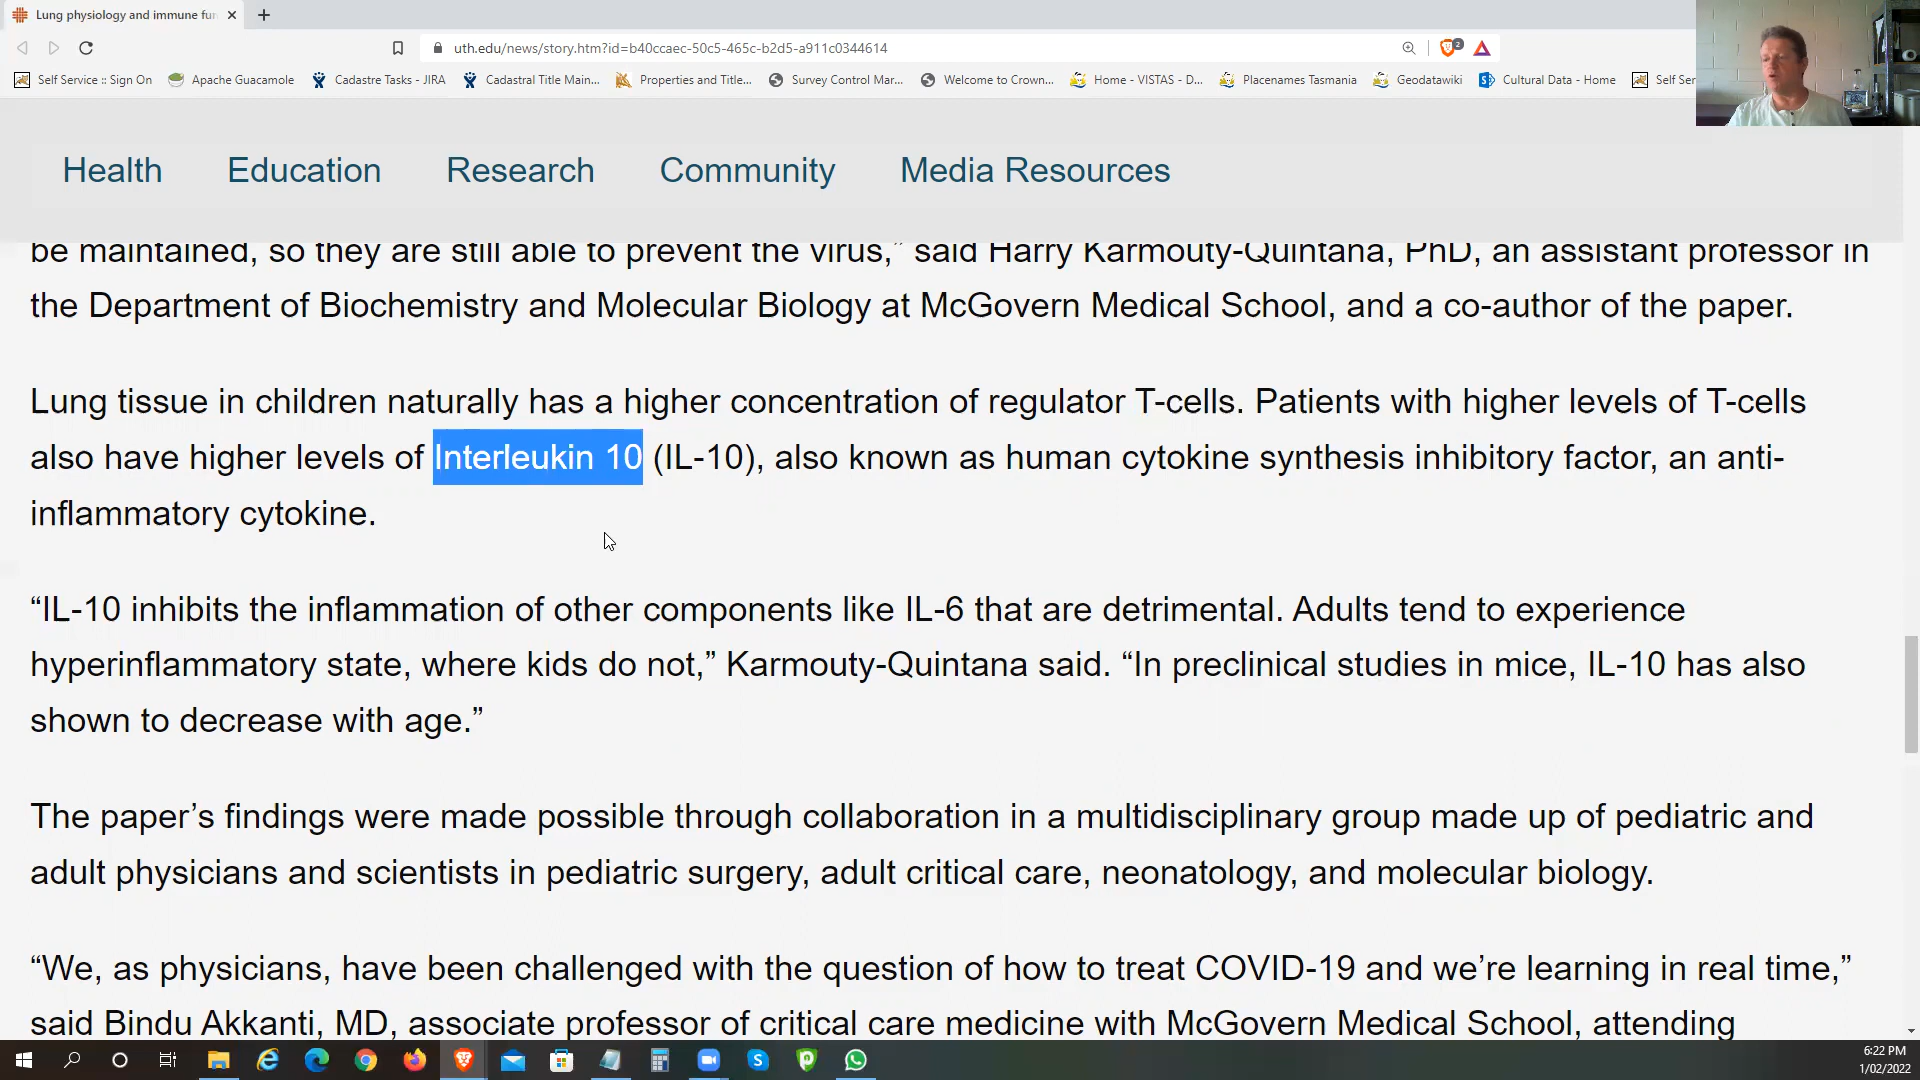 Lung physiology and immune fun
uth.edu/news/story.htm?id=b40ccaec-50c5-465c-b2d5-a911c0344614
2
Self Service :: Sign On Apache Guacamole Cadastre Tasks - JIRA Cadastral Title Main... Properties and Title... Survey Control Mar... Welcome to Crown... Home - VISTAS - D... Placenames Tasmania Geodatawiki Cultural Data - Home Self Ser
Health Education Research Community Media Resources
be maintained, so they are still able to prevent the virus,” said Harry Karmouty-Quintana, PhD, an assistant professor in
the Department of Biochemistry and Molecular Biology at McGovern Medical School, and a co-author of the paper.
Lung tissue in children naturally has a higher concentration of regulator T-cells. Patients with higher levels of T-cells
also have higher levels of Interleukin 10 (IL-10), also known as human cytokine synthesis inhibitory factor, an anti-
inflammatory cytokine.
“IL-10 inhibits the inflammation of other components like IL-6 that are detrimental. Adults tend to experience
hyperinflammatory state, where kids do not,” Karmouty-Quintana said. “In preclinical studies in mice, IL-10 has also
shown to decrease with age.”
The paper’s findings were made possible through collaboration in a multidisciplinary group made up of pediatric and
adult physicians and scientists in pediatric surgery, adult critical care, neonatology, and molecular biology.
“We, as physicians, have been challenged with the question of how to treat COVID-19 and we’re learning in real time,”
said Bindu Akkanti, MD, associate professor of critical care medicine with McGovern Medical School, attending
6:22 PM
1/02/2022